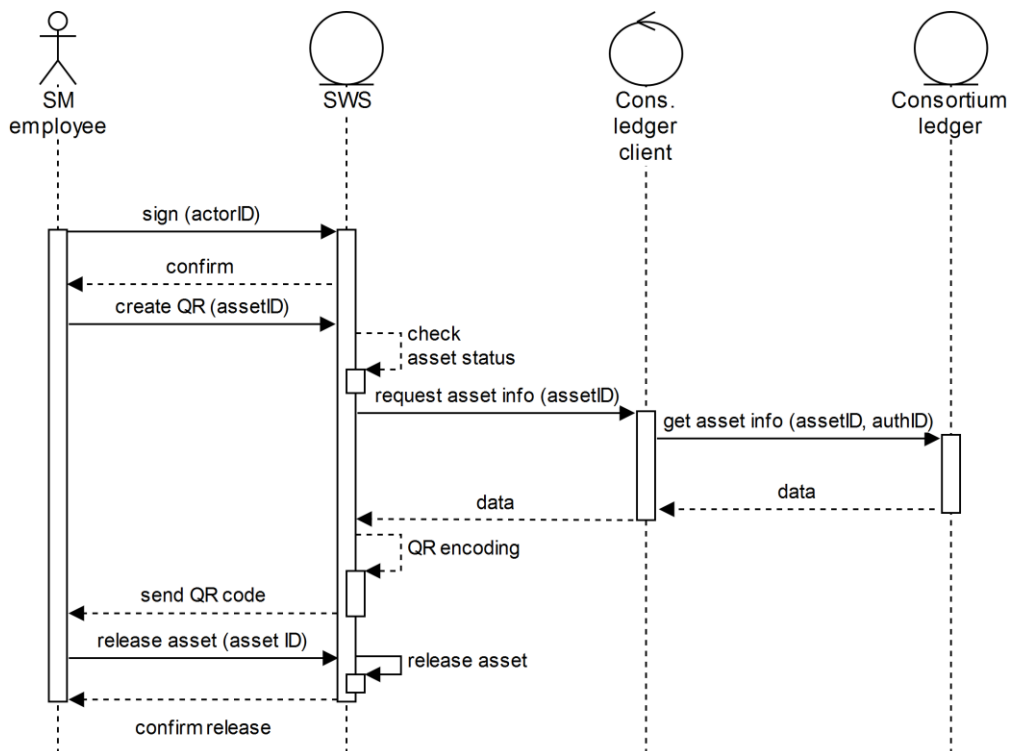 SM
employee
SWS
Cons.
ledger
client
Consortium
ledger
sign (actorID)
confirm
create QR (assetID)
check
asset status
request asset info (assetID)
get asset info (assetID, authID)
data
data
QR encoding
send QR code
release asset (asset ID)
release asset
confirm release